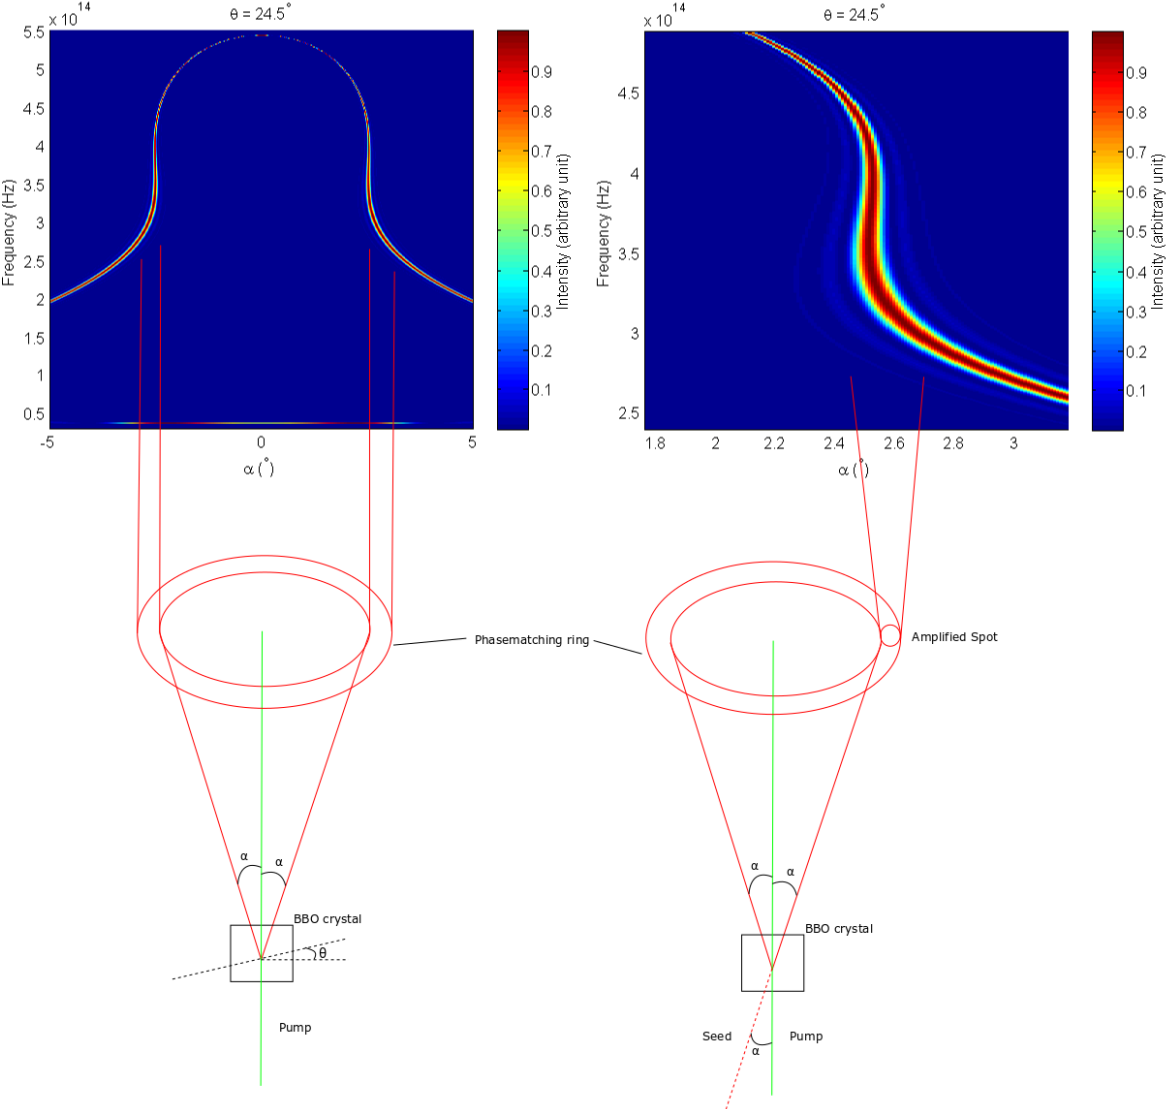 x 10^14
θ = 24.5°
5.5
5
4.5
4
3.5
3
2.5
2
1.5
1
0.5
Frequency (Hz)
-5
0
5
α (°)
0.9
0.8
0.7
0.6
0.5
0.4
0.3
0.2
0.1
Intensity (arbitrary unit)
x 10^14
θ = 24.5°
4.5
4
3.5
3
2.5
Frequency (Hz)
1.8
2
2.2
2.4
2.6
2.8
3
α (°)
0.9
0.8
0.7
0.6
0.5
0.4
0.3
0.2
0.1
Intensity (arbitrary unit)
Phasematching ring
Amplified Spot
α
α
BBO crystal
θ
Pump
α
α
BBO crystal
Seed
Pump
α